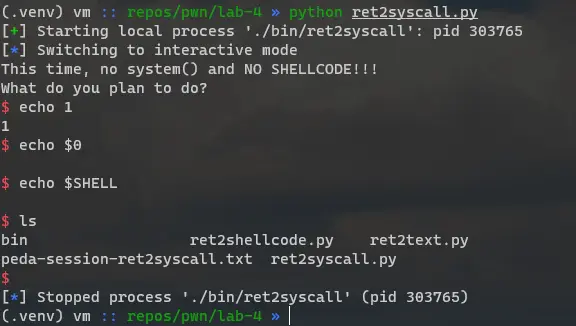 (.venv) vm :: repos/pwn/lab-4 » python ret2syscall.py
[+] Starting local process './bin/ret2syscall': pid 303765
[*] Switching to interactive mode
This time, no system() and NO SHELLCODE!!!
What do you plan to do?
$ echo 1
1
$ echo $0
$ echo $SHELL
$ ls
bin                  ret2shellcode.py    ret2text.py
peda-session-ret2syscall.txt  ret2syscall.py
$
[*] Stopped process './bin/ret2syscall' (pid 303765)
(.venv) vm :: repos/pwn/lab-4 »